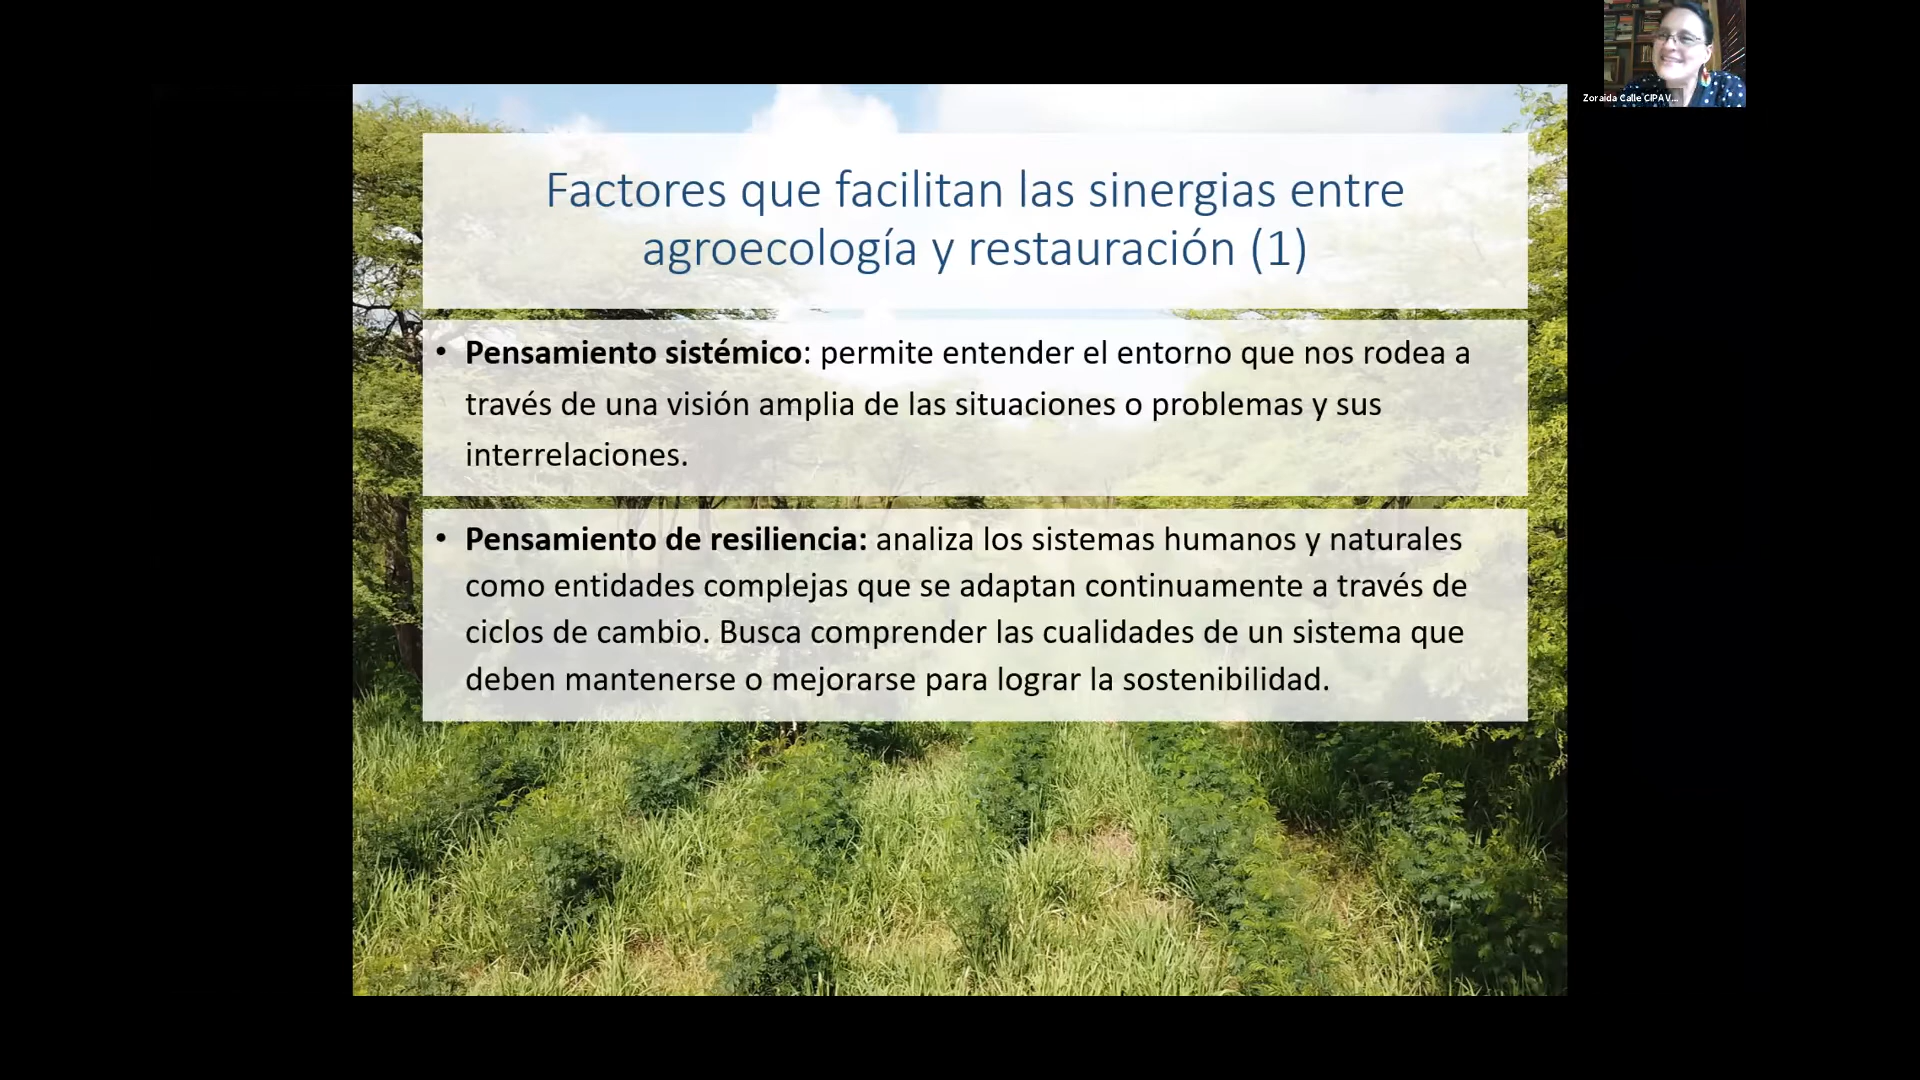 Zoraida Calle CIPAV...
Factores que facilitan las sinergias entre
agroecología y restauración (1)
• Pensamiento sistémico: permite entender el entorno que nos rodea a
través de una visión amplia de las situaciones o problemas y sus
interrelaciones.
• Pensamiento de resiliencia: analiza los sistemas humanos y naturales
como entidades complejas que se adaptan continuamente a través de
ciclos de cambio. Busca comprender las cualidades de un sistema que
deben mantenerse o mejorarse para lograr la sostenibilidad.